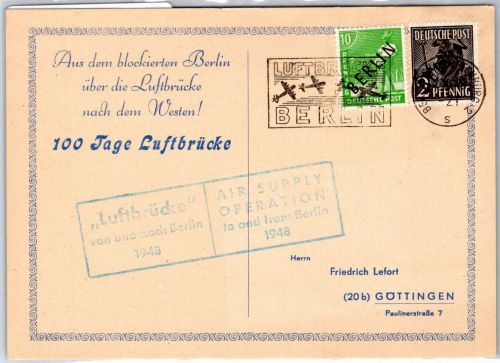 Aus dem blockierten Berlin
über die Luftbrücke
nach dem Westen!
100 Tage Luftbrücke
10
BERLIN
DEUTSCHE POST
DEUTSCHE POST
2 PFENNIG
BERLIN
S
„Luftbrücke"
von und nach Berlin
1948
AIR SUPPLY
OPERATION
to and from Berlin
1948
Herrn
Friedrich Lefort
(20b) GÖTTINGEN
Paulinerstraße 7